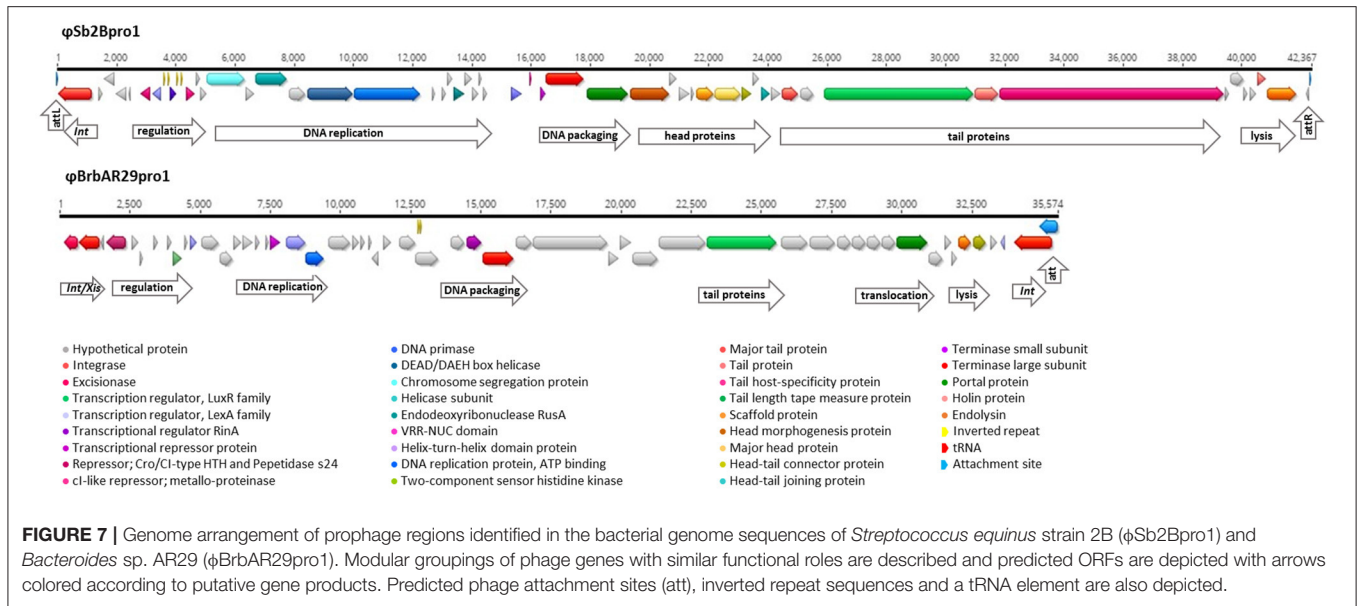 φSb2Bpro1
1 2,000 4,000 6,000 8,000 10,000 12,000 14,000 16,000 18,000 20,000 22,000 24,000 26,000 28,000 30,000 32,000 34,000 36,000 38,000 40,000 42,367
attL Int regulation DNA replication DNA packaging head proteins tail proteins lysis attR
φBrbAR29pro1
1 2,500 5,000 7,500 10,000 12,500 15,000 17,500 20,000 22,500 25,000 27,500 30,000 32,500 35,574
Int/Xis regulation DNA replication DNA packaging tail proteins translocation lysis Int att
Hypothetical protein
Integrase
Excisionase
Transcription regulator, LuxR family
Transcription regulator, LexA family
Transcriptional regulator RinA
Transcriptional repressor protein
Repressor; Cro/CI-type HTH and Pepetidase s24
cI-like repressor; metallo-proteinase
DNA primase
DEAD/DAEH box helicase
Chromosome segregation protein
Helicase subunit
Endodeoxyribonuclease RusA
VRR-NUC domain
Helix-turn-helix domain protein
DNA replication protein, ATP binding
Two-component sensor histidine kinase
Major tail protein
Tail protein
Tail host-specificity protein
Tail length tape measure protein
Scaffold protein
Head morphogenesis protein
Major head protein
Head-tail connector protein
Head-tail joining protein
Terminase small subunit
Terminase large subunit
Portal protein
Holin protein
Endolysin
Inverted repeat
tRNA
Attachment site
FIGURE 7 | Genome arrangement of prophage regions identified in the bacterial genome sequences of Streptococcus equinus strain 2B (ϕSb2Bpro1) and
Bacteroides sp. AR29 (ϕBrbAR29pro1). Modular groupings of phage genes with similar functional roles are described and predicted ORFs are depicted with arrows
colored according to putative gene products. Predicted phage attachment sites (att), inverted repeat sequences and a tRNA element are also depicted.